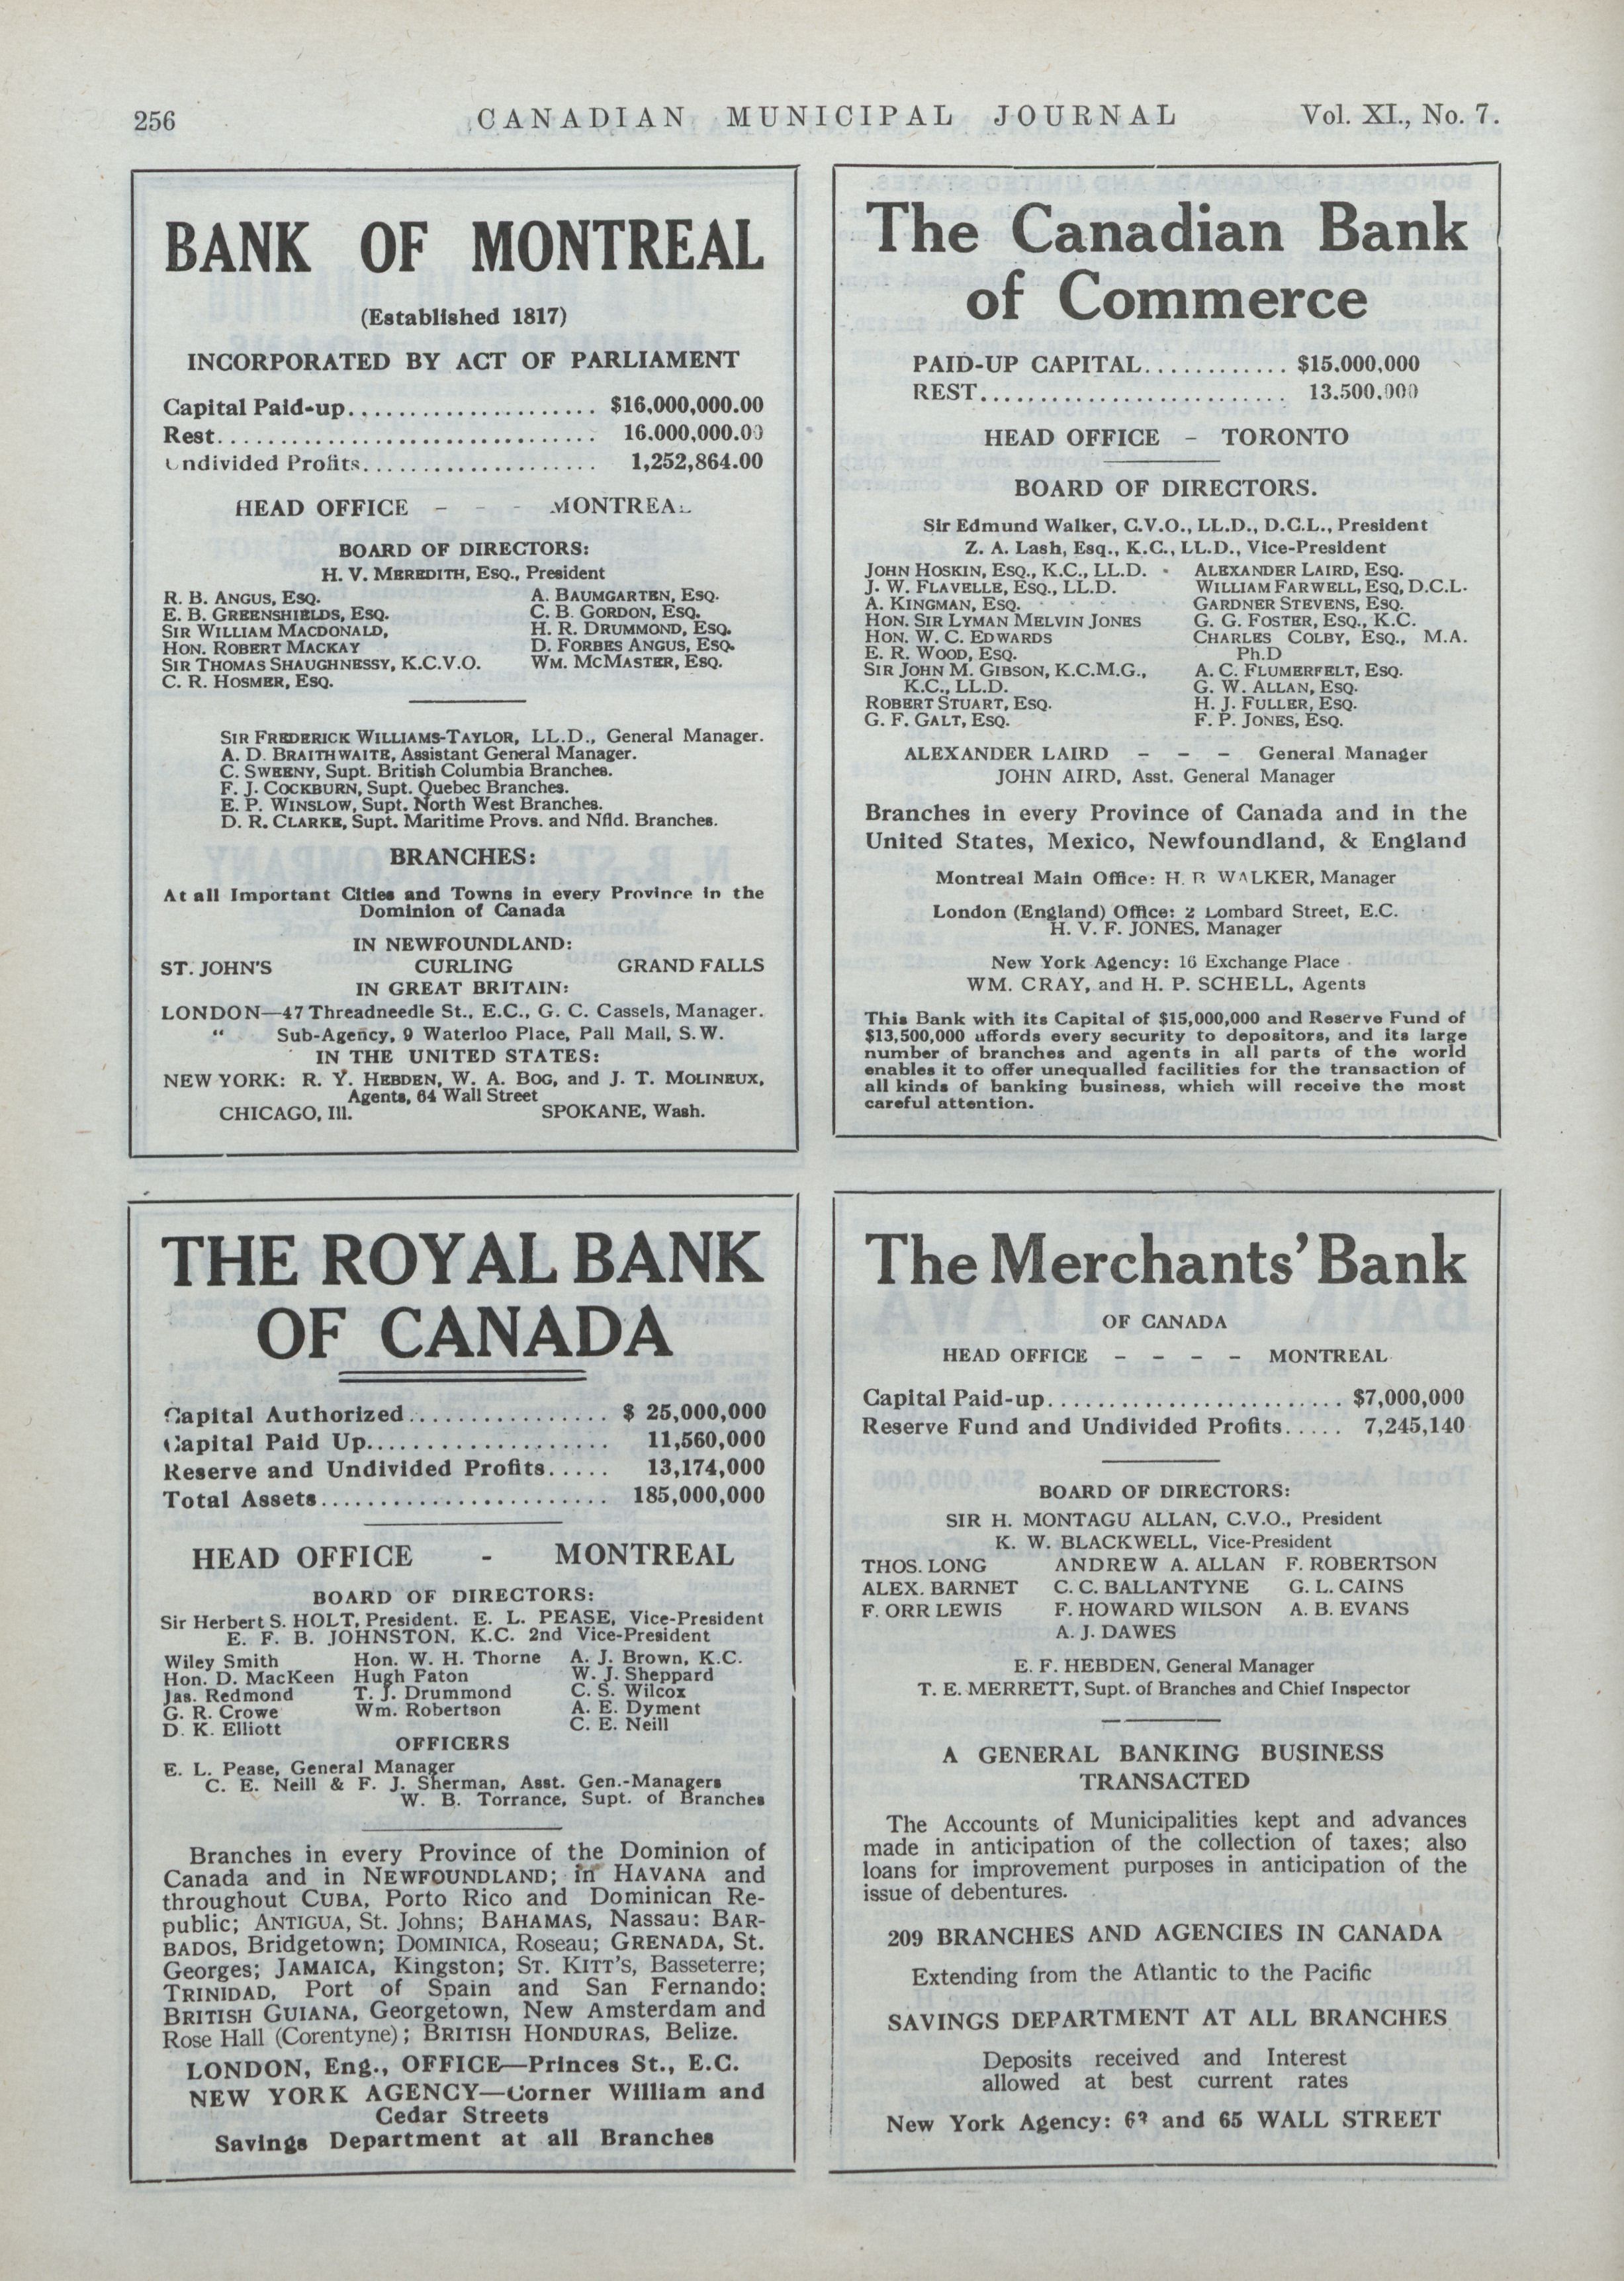 256
CANADIAN MUNICIPAL JOURNAL
Vol. XI., No. 7.
BANK OF MONTREAL
(Established 1817)
INCORPORATED BY ACT OF PARLIAMENT
Capital Paid-up.................... $16,000,000.00
Rest............................... 16.000,000.00
Undivided Profits................... 1,252,864.00
HEAD OFFICE - - - MONTREAL
BOARD OF DIRECTORS:
H. V. MEREDITH, ESQ., President
R. B. ANGUS, ESQ. A. BAUMGARTEN, ESQ.
E. B. GREENSHIELDS, ESQ. C. B. GORDON, ESQ.
SIR WILLIAM MACDONALD, H. R. DRUMMOND, ESQ.
HON. ROBERT MACKAY D. FORBES ANGUS, ESQ.
SIR THOMAS SHAUGHNESSY, K.C.V.O. WM. MCMASTER, ESQ.
C. R. HOSMER, ESQ.
SIR FREDERICK WILLIAMS-TAYLOR, LL.D., General Manager.
A. D. BRAITHWAITE, Assistant General Manager.
C. SWEENY, Supt. British Columbia Branches.
F. J. COCKBURN, Supt. Quebec Branches.
E. P. WINSLOW, Supt. North West Branches.
D. R. CLARKE, Supt. Maritime Provs. and Nfld. Branches.
BRANCHES:
At all Important Cities and Towns in every Province in the
Dominion of Canada
IN NEWFOUNDLAND:
ST. JOHN'S CURLING GRAND FALLS
IN GREAT BRITAIN:
LONDON—47 Threadneedle St., E.C., G. C. Cassels, Manager.
" Sub-Agency, 9 Waterloo Place, Pall Mall, S.W.
IN THE UNITED STATES:
NEW YORK: R. Y. HEBDEN, W. A. BOG, and J. T. MOLINEUX,
Agents, 64 Wall Street
CHICAGO, Ill. SPOKANE, Wash.
The Canadian Bank
of Commerce
PAID-UP CAPITAL............ $15.000,000
REST......................... 13.500.000
HEAD OFFICE - TORONTO
BOARD OF DIRECTORS.
Sir Edmund Walker, C.V.O., LL.D., D.C.L., President
Z. A. Lash, Esq., K.C., LL.D., Vice-President
JOHN HOSKIN, ESQ., K.C., LL.D. ALEXANDER LAIRD, ESQ.
J. W. FLAVELLE, ESQ., LL.D. WILLIAM FARWELL, ESQ, D.C.L.
A. KINGMAN, ESQ. GARDNER STEVENS, ESQ.
HON. SIR LYMAN MELVIN JONES G. G. FOSTER, ESQ., K.C.
HON. W. C. EDWARDS CHARLES COLBY, ESQ., M.A.
E. R. WOOD, ESQ. Ph.D
SIR JOHN M. GIBSON, K.C.M.G., A. C. FLUMERFELT, ESQ.
K.C., LL.D. G. W. ALLAN, ESQ.
ROBERT STUART, ESQ. H. J. FULLER, ESQ.
G. F. GALT, ESQ. F. P. JONES, ESQ.
ALEXANDER LAIRD - - - General Manager
JOHN AIRD, Asst. General Manager
Branches in every Province of Canada and in the
United States, Mexico, Newfoundland, & England
Montreal Main Office: H. B WALKER, Manager
London (England) Office: 2 Lombard Street, E.C.
H. V. F. JONES, Manager
New York Agency: 16 Exchange Place
WM. CRAY, and H. P. SCHELL, Agents
This Bank with its Capital of $15,000,000 and Reserve Fund of
$13,500,000 affords every security to depositors, and its large
number of branches and agents in all parts of the world
enables it to offer unequalled facilities for the transaction of
all kinds of banking business, which will receive the most
careful attention.
THE ROYAL BANK
OF CANADA
Capital Authorized................ $ 25,000,000
Capital Paid Up................... 11,560,000
Reserve and Undivided Profits..... 13,174,000
Total Assets....................... 185,000,000
HEAD OFFICE - MONTREAL
BOARD OF DIRECTORS:
Sir Herbert S. HOLT, President. E. L. PEASE, Vice-President
E. F. B. JOHNSTON, K.C. 2nd Vice-President
Wiley Smith Hon. W. H. Thorne A. J. Brown, K.C.
Hon. D. MacKeen Hugh Paton W. J. Sheppard
Jas. Redmond T. J. Drummond C. S. Wilcox
G. R. Crowe Wm. Robertson A. E. Dyment
D. K. Elliott C. E. Neill
OFFICERS
E. L. Pease, General Manager
C. E. Neill & F. J. Sherman, Asst. Gen.-Managers
W. B. Torrance, Supt. of Branches
Branches in every Province of the Dominion of
Canada and in NEWFOUNDLAND; in HAVANA and
throughout CUBA, Porto Rico and Dominican Re-
public; ANTIGUA, St. Johns; BAHAMAS, Nassau: BAR-
BADOS, Bridgetown; DOMINICA, Roseau; GRENADA, St.
Georges; JAMAICA, Kingston; ST. KITT'S, Basseterre;
TRINIDAD, Port of Spain and San Fernando;
BRITISH GUIANA, Georgetown, New Amsterdam and
Rose Hall (Corentyne); BRITISH HONDURAS, Belize.
LONDON, Eng., OFFICE—Princes St., E.C.
NEW YORK AGENCY—Corner William and
Cedar Streets
Savings Department at all Branches
The Merchants' Bank
OF CANADA
HEAD OFFICE - - - - MONTREAL
Capital Paid-up........................ $7,000,000
Reserve Fund and Undivided Profits..... 7,245,140
BOARD OF DIRECTORS:
SIR H. MONTAGU ALLAN, C.V.O., President
K. W. BLACKWELL, Vice-President
THOS. LONG ANDREW A. ALLAN F. ROBERTSON
ALEX. BARNET C. C. BALLANTYNE G. L. CAINS
F. ORR LEWIS F. HOWARD WILSON A. B. EVANS
A. J. DAWES
E. F. HEBDEN, General Manager
T. E. MERRETT, Supt. of Branches and Chief Inspector
A GENERAL BANKING BUSINESS
TRANSACTED
The Accounts of Municipalities kept and advances
made in anticipation of the collection of taxes; also
loans for improvement purposes in anticipation of the
issue of debentures.
209 BRANCHES AND AGENCIES IN CANADA
Extending from the Atlantic to the Pacific
SAVINGS DEPARTMENT AT ALL BRANCHES
Deposits received and Interest
allowed at best current rates
New York Agency: 63 and 65 WALL STREET